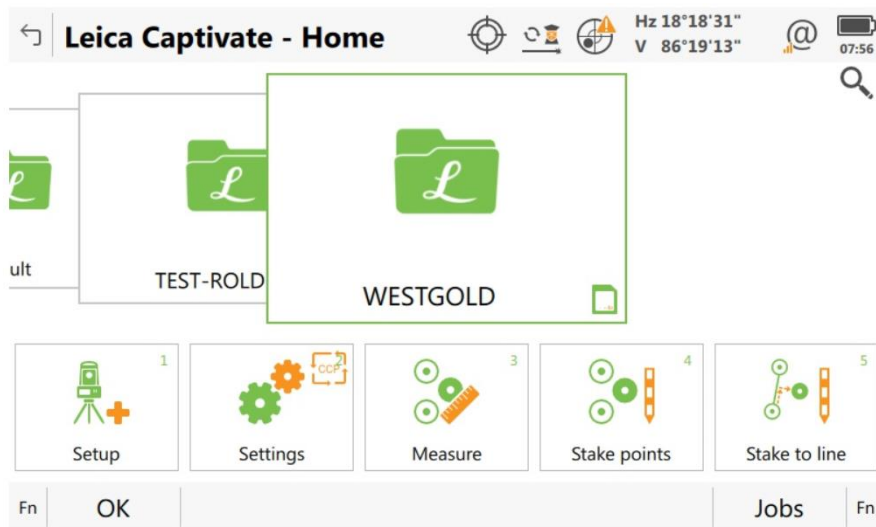 Leica Captivate - Home
Hz 18°18'31"
V 86°19'13"
@
07:56
ult
TEST-ROLD
WESTGOLD
1
Setup
2
CCP
Settings
3
Measure
4
Stake points
5
Stake to line
Fn
OK
Jobs
Fn